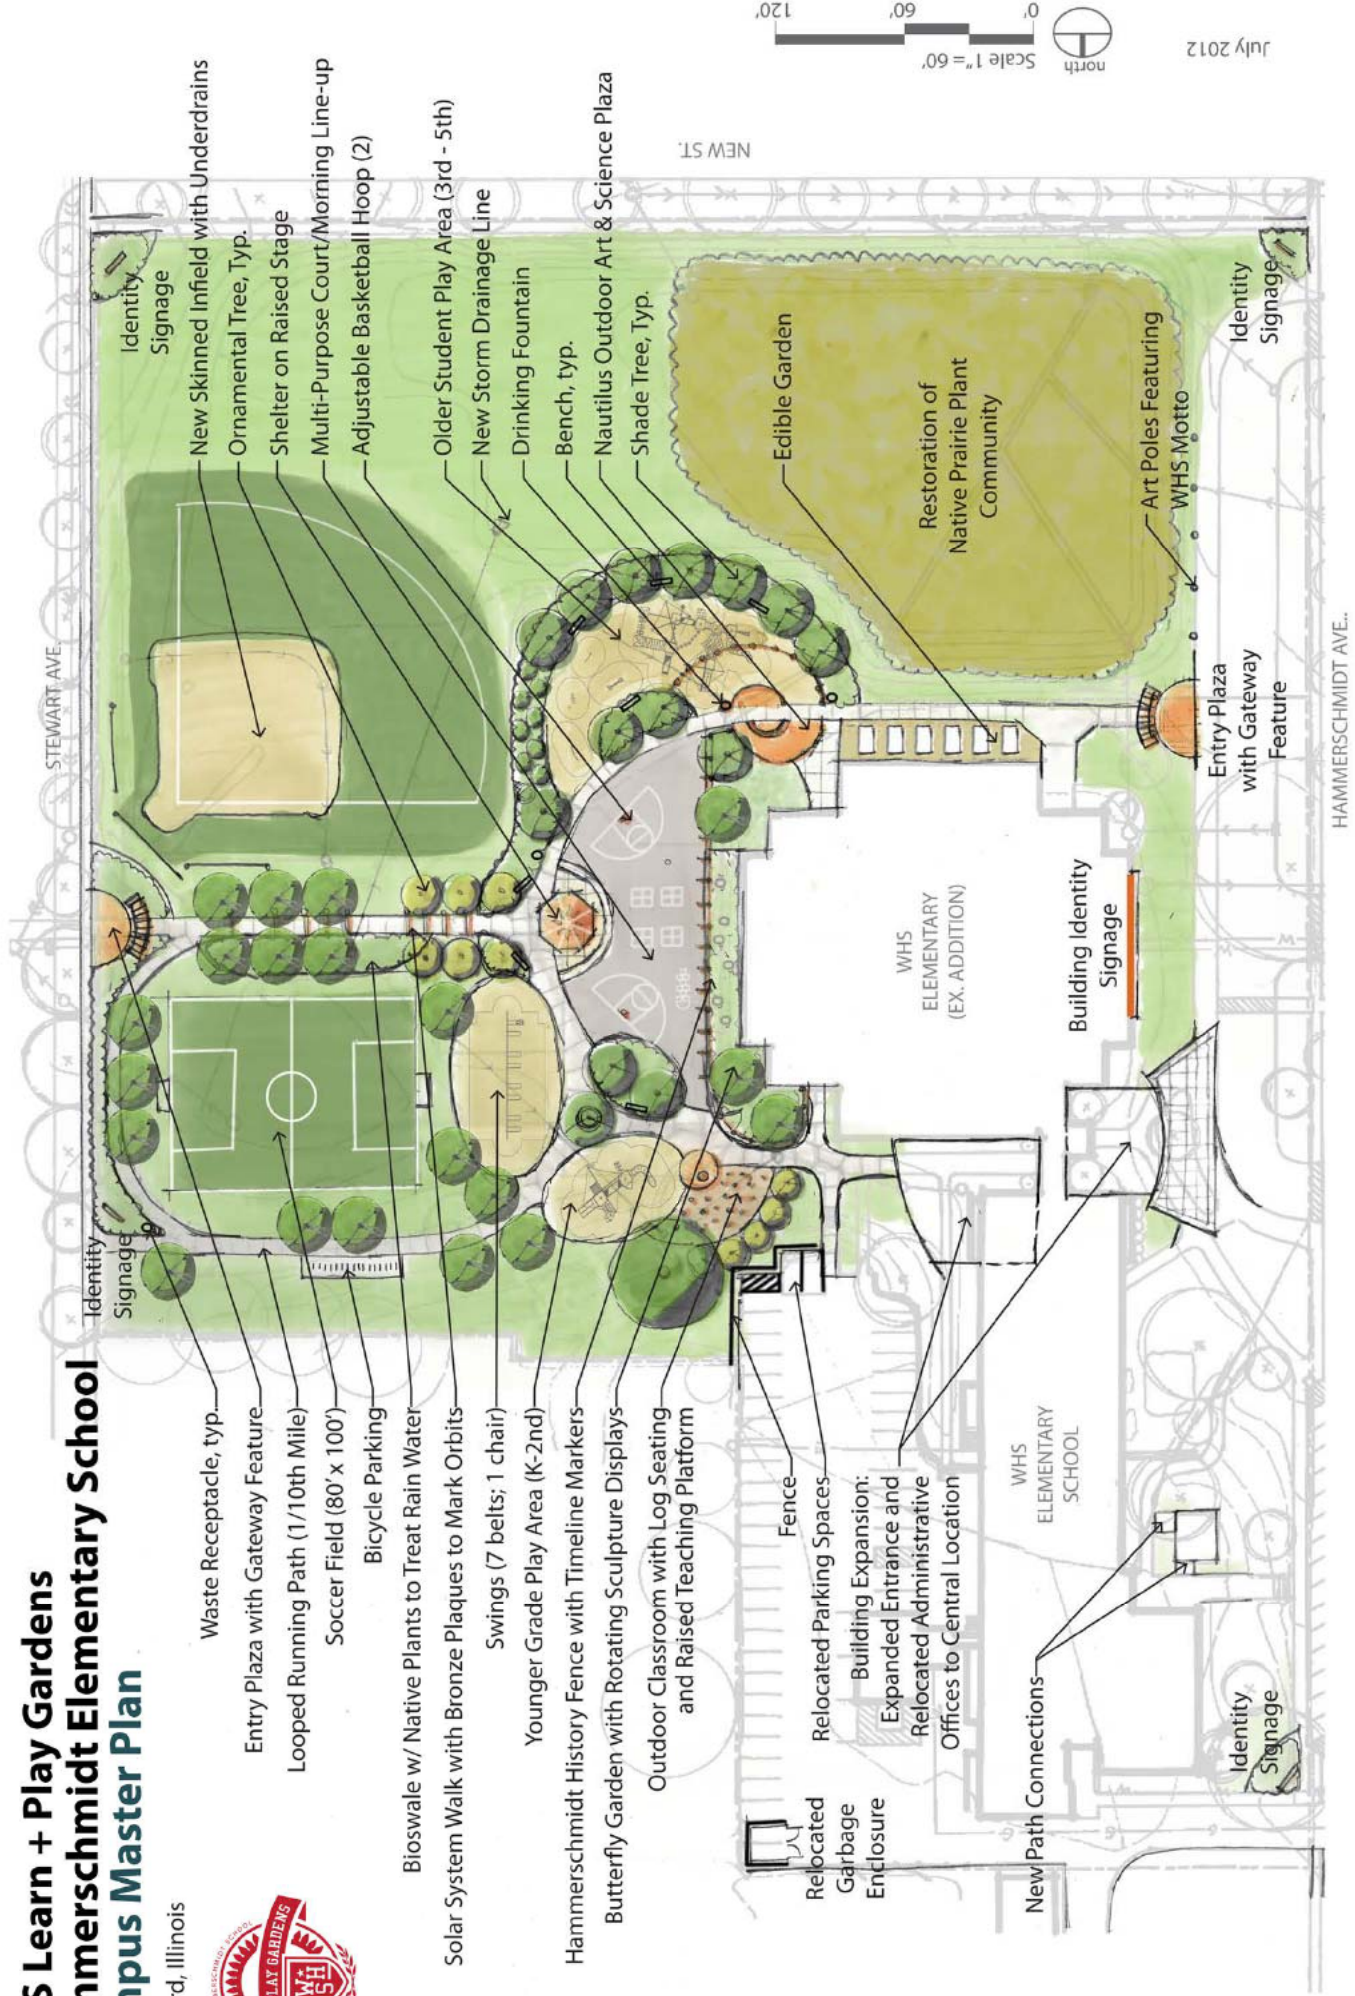 S Learn + Play Gardens
mmerschmidt Elementary School
mpus Master Plan
rd, Illinois
PLAY GARDENS
Waste Receptacle, typ.
Entry Plaza with Gateway Feature
Looped Running Path (1/10th Mile)
Soccer Field (80' x 100')
Bicycle Parking
Bioswale w/ Native Plants to Treat Rain Water
Solar System Walk with Bronze Plaques to Mark Orbits
Swings (7 belts; 1 chair)
Younger Grade Play Area (K-2nd)
Hammerschmidt History Fence with Timeline Markers
Butterfly Garden with Rotating Sculpture Displays
Outdoor Classroom with Log Seating
and Raised Teaching Platform
Fence
Relocated Parking Spaces
Building Expansion:
Expanded Entrance and
Relocated Administrative
Offices to Central Location
Relocated
Garbage
Enclosure
New Path Connections
WHS
ELEMENTARY
SCHOOL
Identity
Signage
Identity
Signage
STEWART AVE.
Identity
Signage
New Skinned Infield with Underdrains
Ornamental Tree, Typ.
Shelter on Raised Stage
Multi-Purpose Court/Morning Line-up
Adjustable Basketball Hoop (2)
Older Student Play Area (3rd - 5th)
New Storm Drainage Line
Drinking Fountain
Bench, typ.
Nautilus Outdoor Art & Science Plaza
Shade Tree, Typ.
Edible Garden
Restoration of
Native Prairie Plant
Community
Art Poles Featuring
WHS Motto
Identity
Signage
Entry Plaza
with Gateway
Feature
WHS
ELEMENTARY
(EX. ADDITION)
Building Identity
Signage
HAMMERSCHMIDT AVE..
NEW ST.
0' 60' 120'
Scale 1"= 60'
north
July 2012